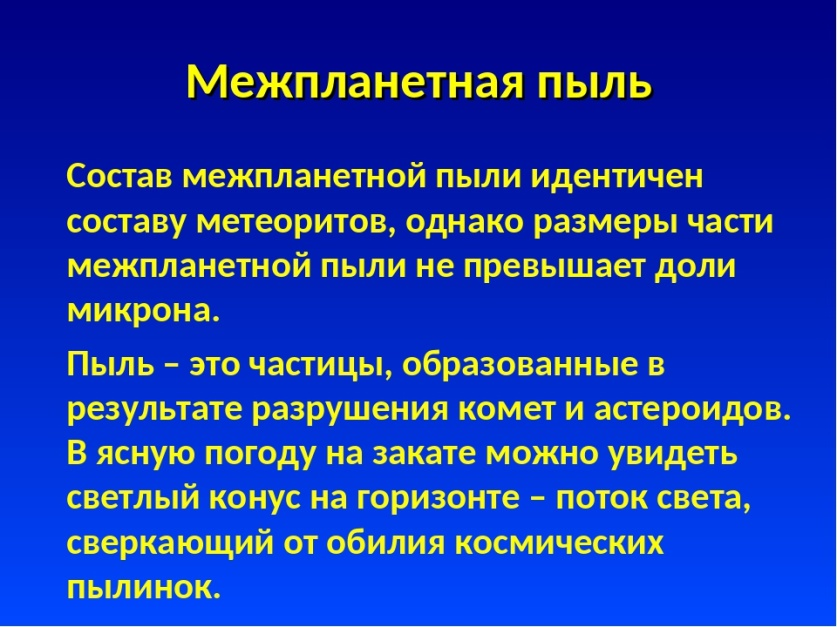 Межпланетная пыль
Состав межпланетной пыли идентичен
составу метеоритов, однако размеры части
межпланетной пыли не превышает доли
микрона.
Пыль – это частицы, образованные в
результате разрушения комет и астероидов.
В ясную погоду на закате можно увидеть
светлый конус на горизонте – поток света,
сверкающий от обилия космических
пылинок.